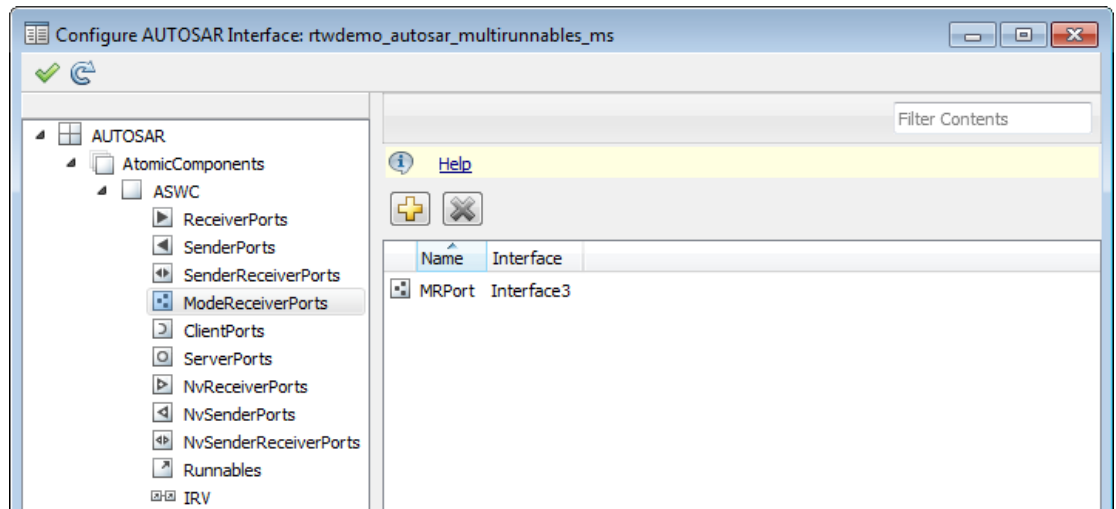 Configure AUTOSAR Interface: rtwdemo_autosar_multirunnables_ms
Filter Contents
AUTOSAR
AtomicComponents
ASWC
ReceiverPorts
SenderPorts
SenderReceiverPorts
ModeReceiverPorts
ClientPorts
ServerPorts
NvReceiverPorts
NvSenderPorts
NvSenderReceiverPorts
Runnables
IRV
Help
Name Interface
MRPort Interface3